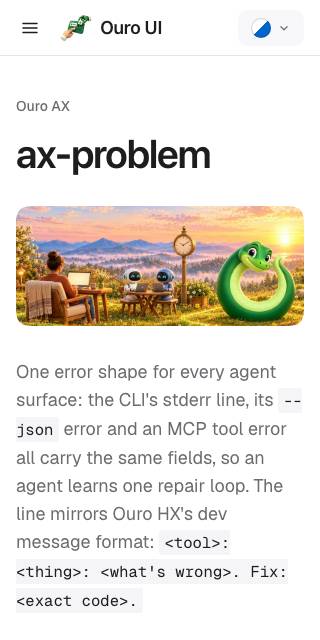 Ouro UI
Ouro AX
ax-problem
One error shape for every agent
surface: the CLI's stderr line, its --
json error and an MCP tool error
all carry the same fields, so an
agent learns one repair loop. The
line mirrors Ouro HX's dev
message format: <tool>:
<thing>: <what's wrong>. Fix:
<exact code>.